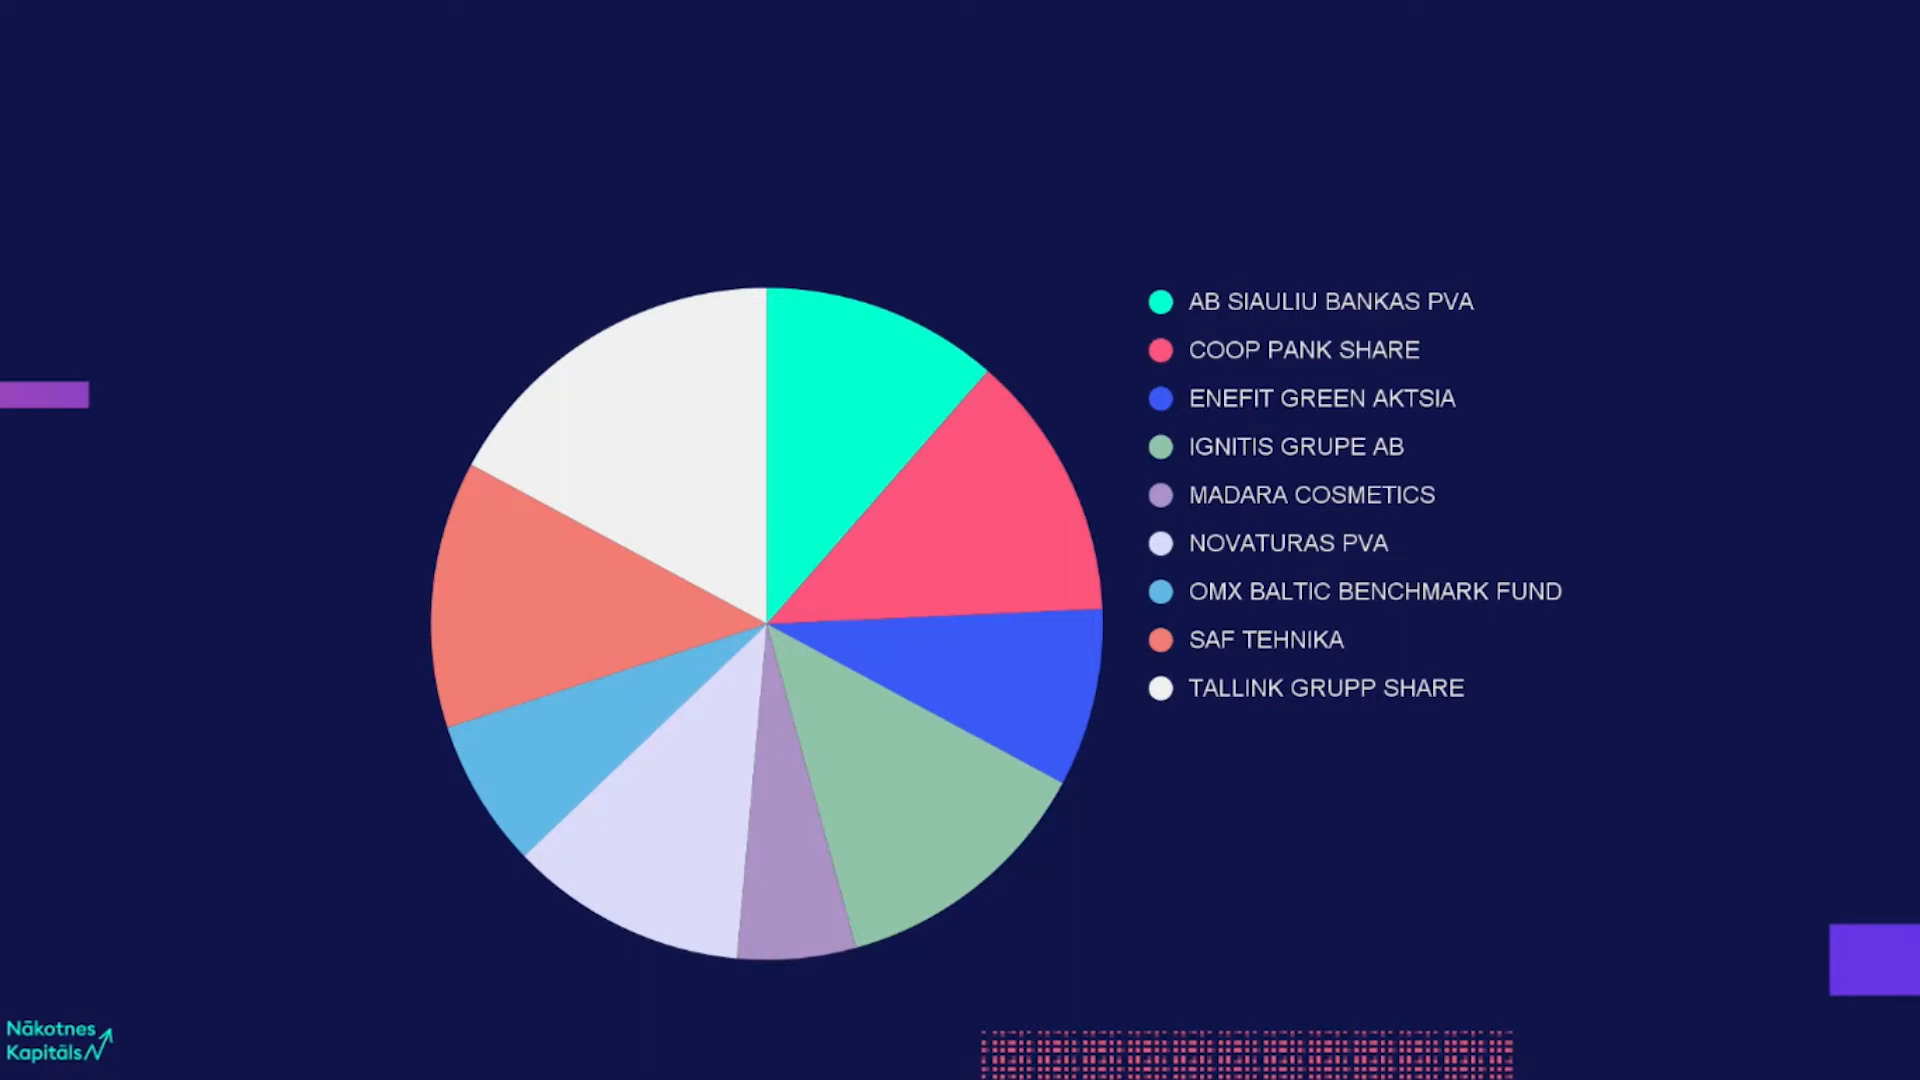 AB SIAULIU BANKAS PVA
COOP PANK SHARE
ENEFIT GREEN AKTSIA
IGNITIS GRUPE AB
MADARA COSMETICS
NOVATURAS PVA
OMX BALTIC BENCHMARK FUND
SAF TEHNIKA
TALLINK GRUPP SHARE
Nākotnes
Kapitāls